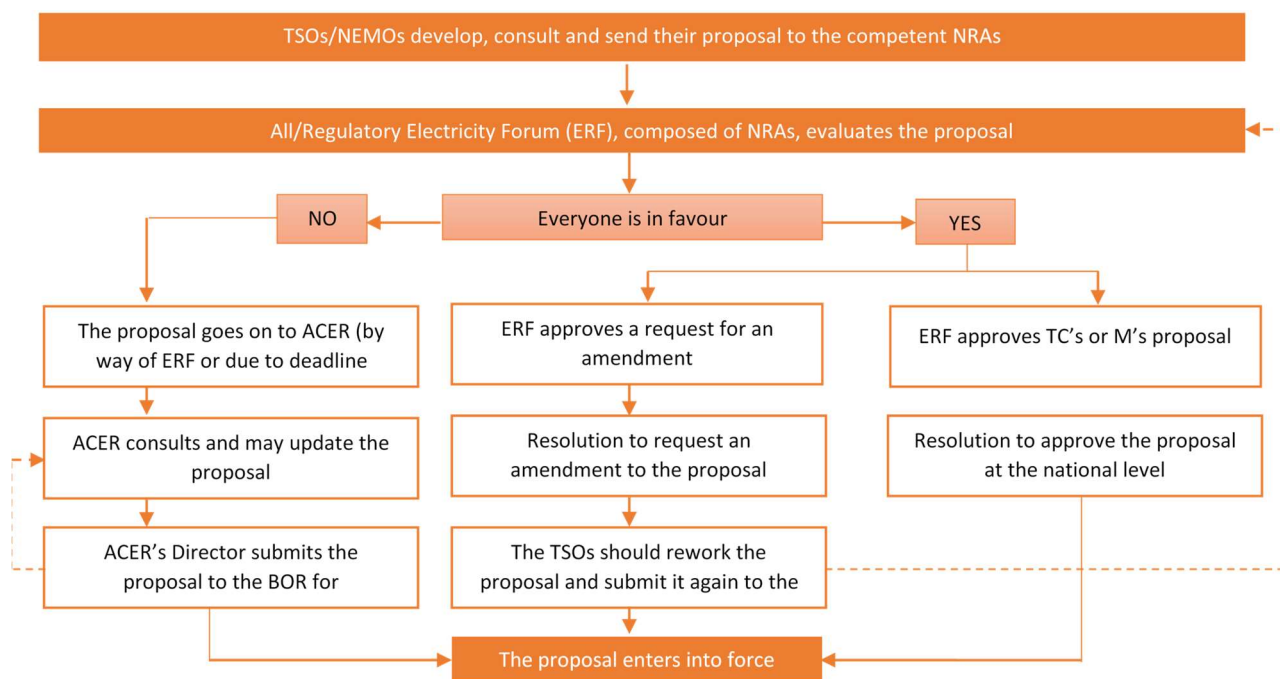 TSOs/NEMOs develop, consult and send their proposal to the competent NRAs
All/Regulatory Electricity Forum (ERF), composed of NRAs, evaluates the proposal
NO
Everyone is in favour
YES
The proposal goes on to ACER (by
way of ERF or due to deadline
ERF approves a request for an
amendment
ERF approves TC's or M's proposal
ACER consults and may update the
proposal
Resolution to request an
amendment to the proposal
Resolution to approve the proposal
at the national level
ACER's Director submits the
proposal to the BOR for
The TSOs should rework the
proposal and submit it again to the
The proposal enters into force